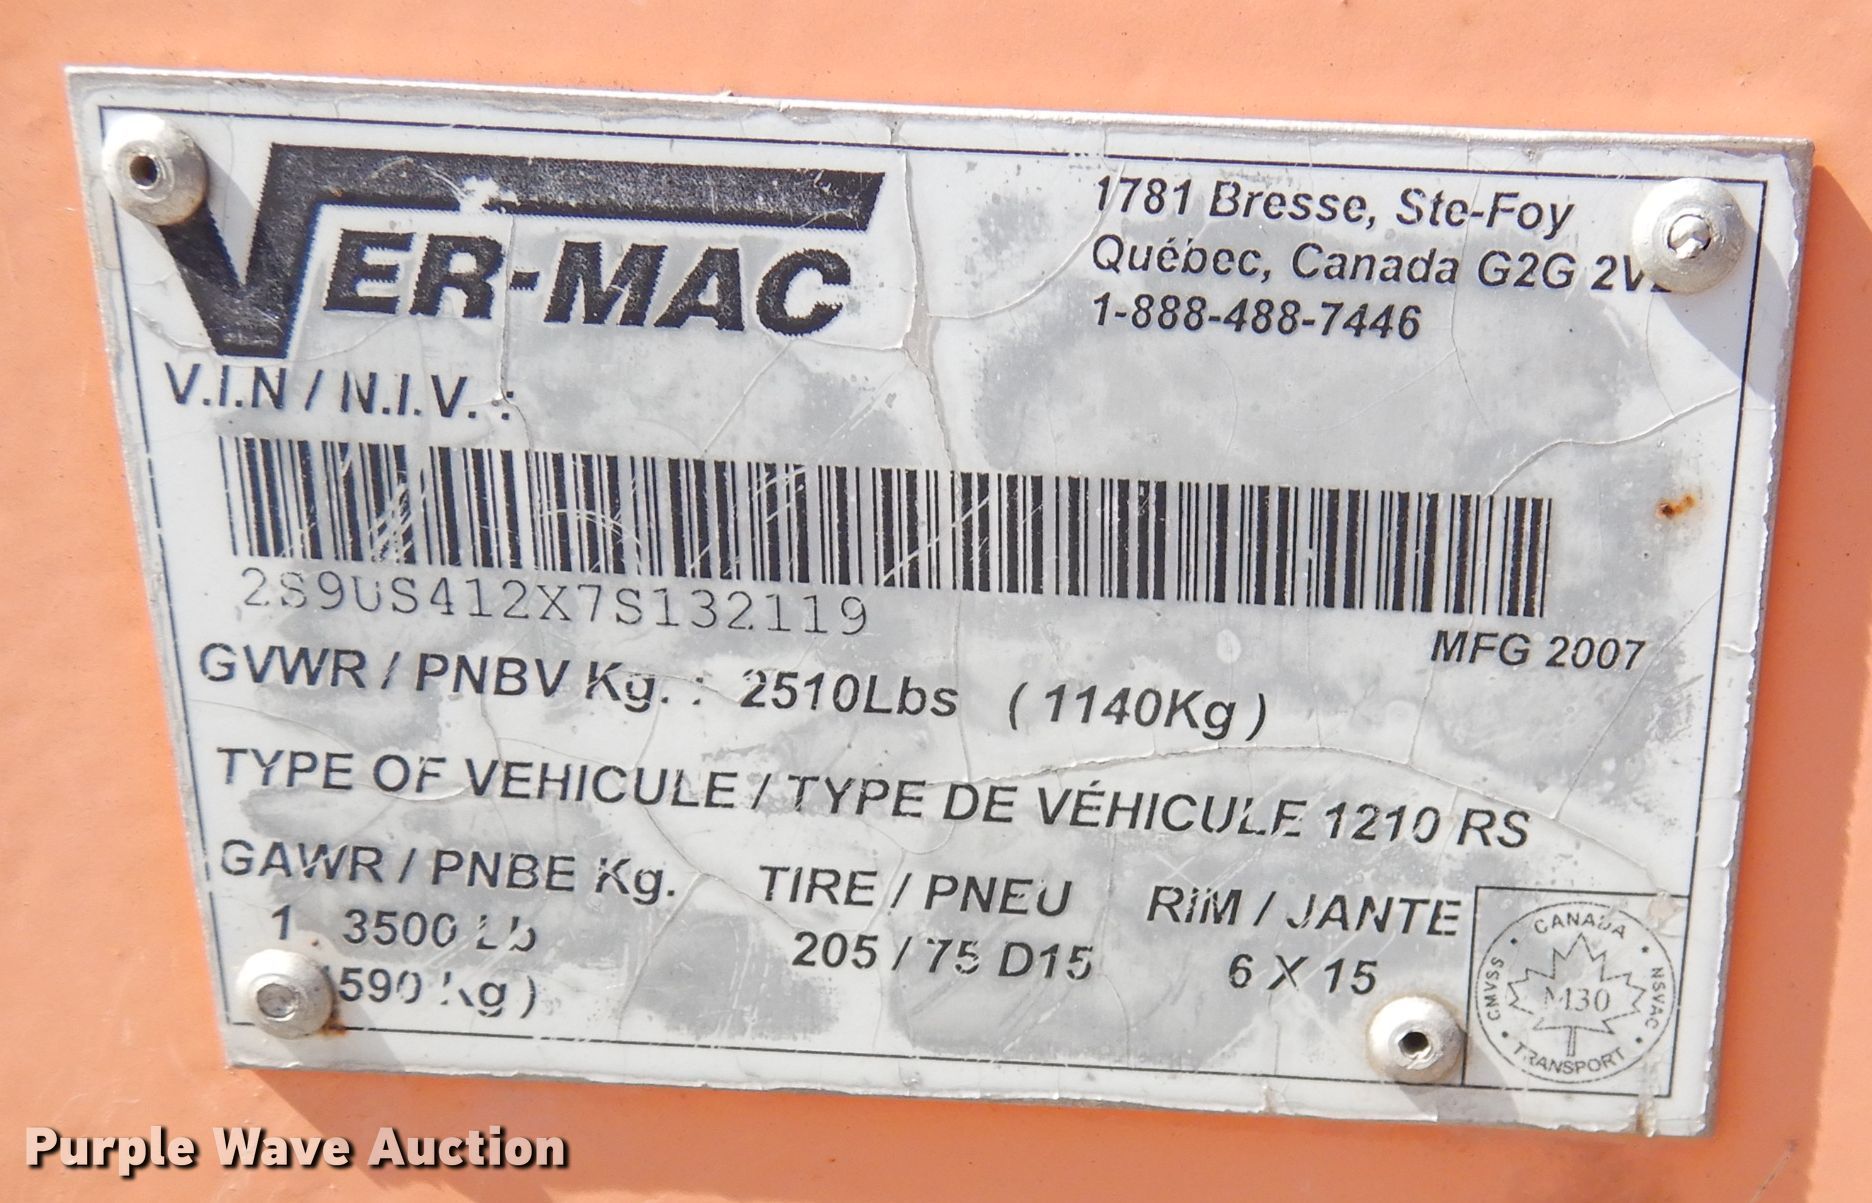 VER-MAC
1781 Bresse, Ste-Foy
Québec, Canada G2G
1-888-488-7446
V.I.N / N.I.V. :
2S9US412X7S132119
MFG 2007
GVWR / PNBV Kg. : 2510Lbs ( 1140Kg )
TYPE OF VEHICULE / TYPE DE VÉHICULE 1210 RS
GAWR / PNBE Kg. TIRE / PNEU RIM / JANTE
1 3500 Lb 205 / 75 D15 6 X 15
Kg )
CANADA
CMVSS
NSVAC
M30
TRANSPORT
Purple Wave Auction